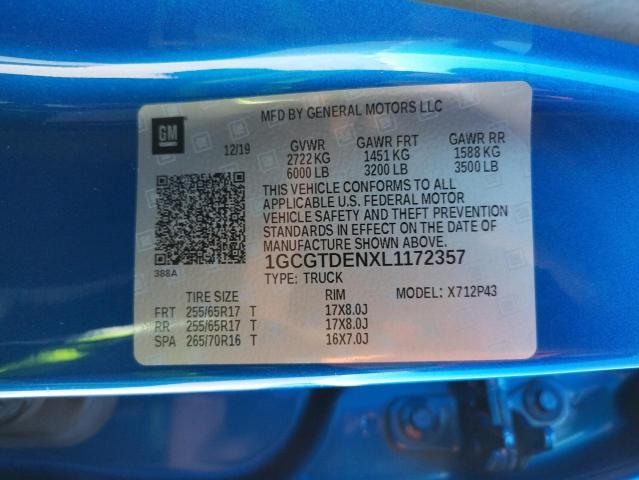 MFD BY GENERAL MOTORS LLC
GM
12/19 GVWR GAWR FRT GAWR RR
2722 KG 1451 KG 1588 KG
6000 LB 3200 LB 3500 LB
THIS VEHICLE CONFORMS TO ALL
APPLICABLE U.S. FEDERAL MOTOR
VEHICLE SAFETY AND THEFT PREVENTION
STANDARDS IN EFFECT ON THE DATE OF
MANUFACTURE SHOWN ABOVE.
388A
1GCGTDENXL1172357
TYPE: TRUCK MODEL: X712P43
TIRE SIZE RIM
FRT 255/65R17 T 17X8.0J
RR 255/65R17 T 17X8.0J
SPA 265/70R16 T 16X7.0J